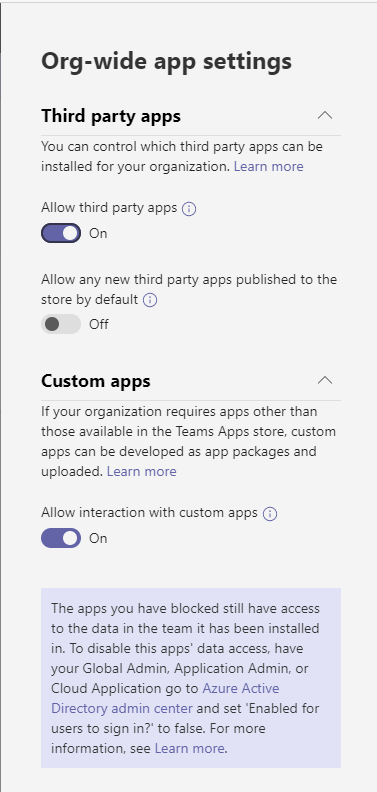 Org-wide app settings
Third party apps
You can control which third party apps can be
installed for your organization. Learn more
Allow third party apps
On
Allow any new third party apps published to the
store by default
Off
Custom apps
If your organization requires apps other than
those available in the Teams Apps store, custom
apps can be developed as app packages and
uploaded. Learn more
Allow interaction with custom apps
On
The apps you have blocked still have access
to the data in the team it has been installed
in. To disable this apps' data access, have
your Global Admin, Application Admin, or
Cloud Application go to Azure Active
Directory admin center and set 'Enabled for
users to sign in?' to false. For more
information, see Learn more.